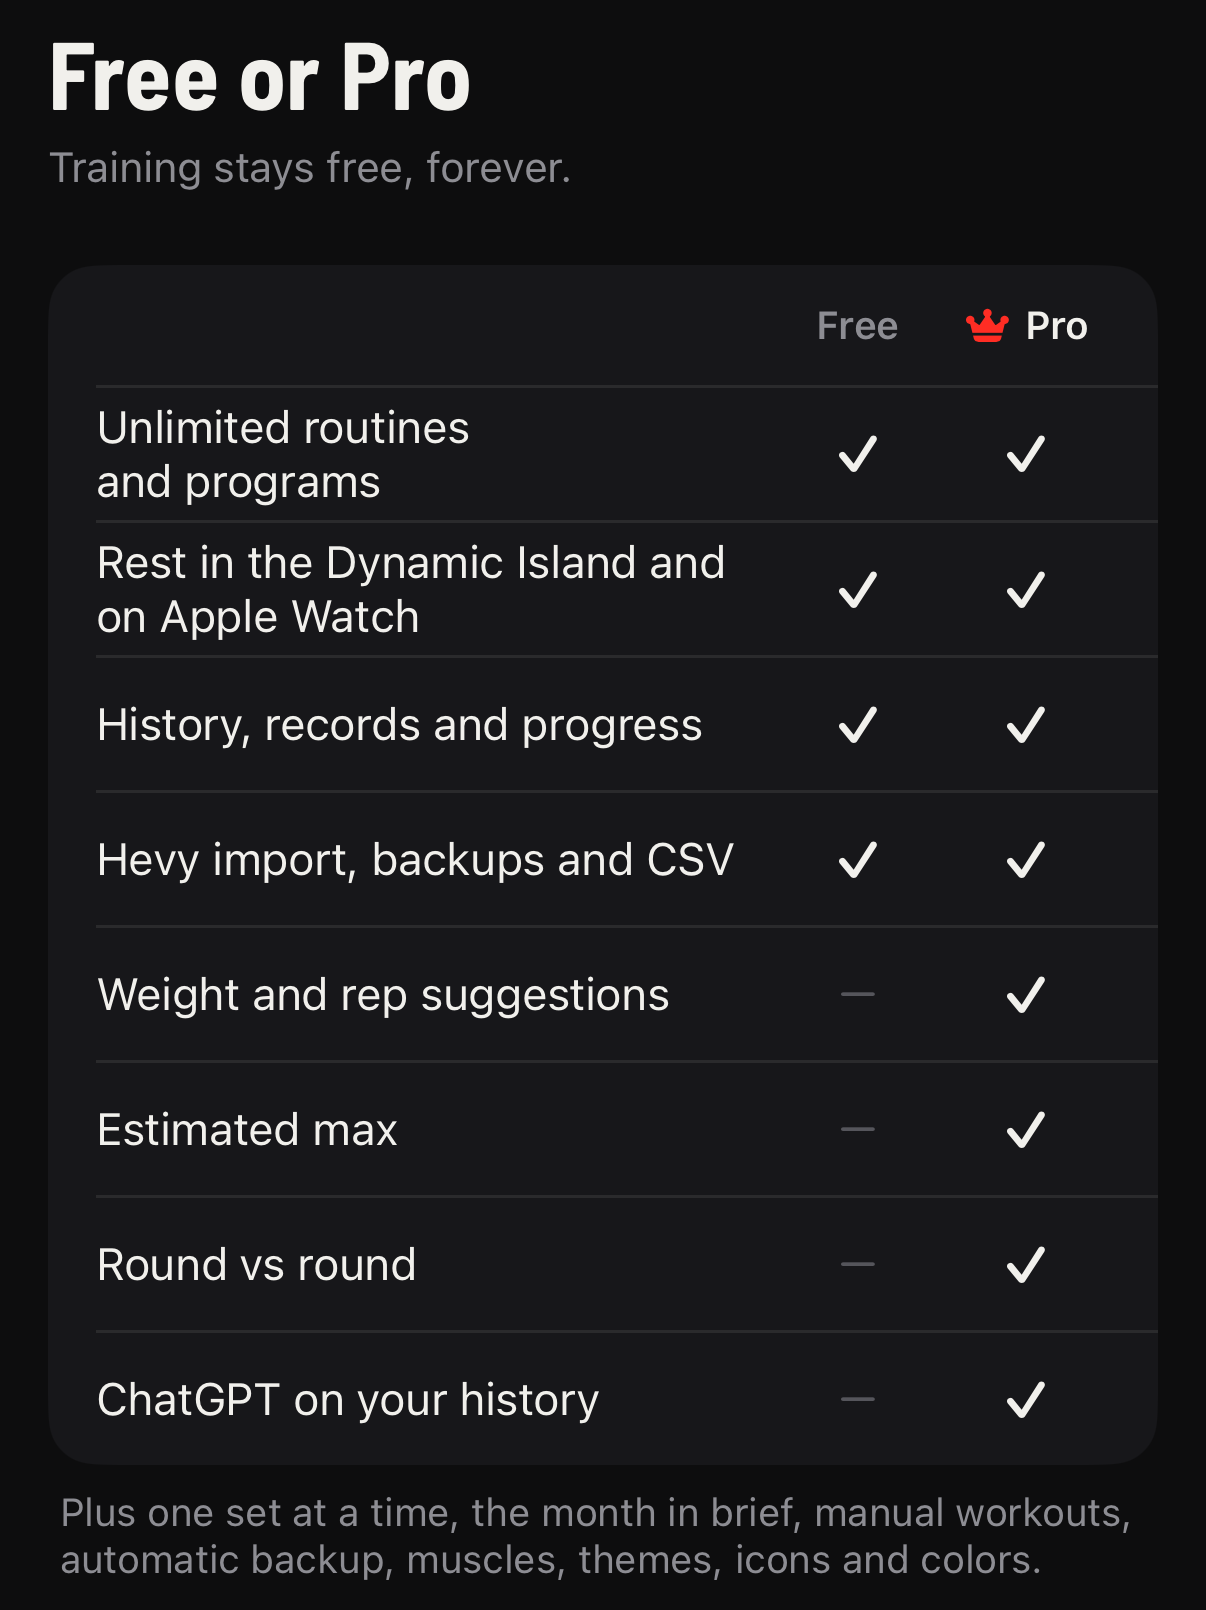 Free or Pro
Training stays free, forever.
Free Pro
Unlimited routines
and programs
Rest in the Dynamic Island and
on Apple Watch
History, records and progress
Hevy import, backups and CSV
Weight and rep suggestions
Estimated max
Round vs round
ChatGPT on your history
Plus one set at a time, the month in brief, manual workouts,
automatic backup, muscles, themes, icons and colors.